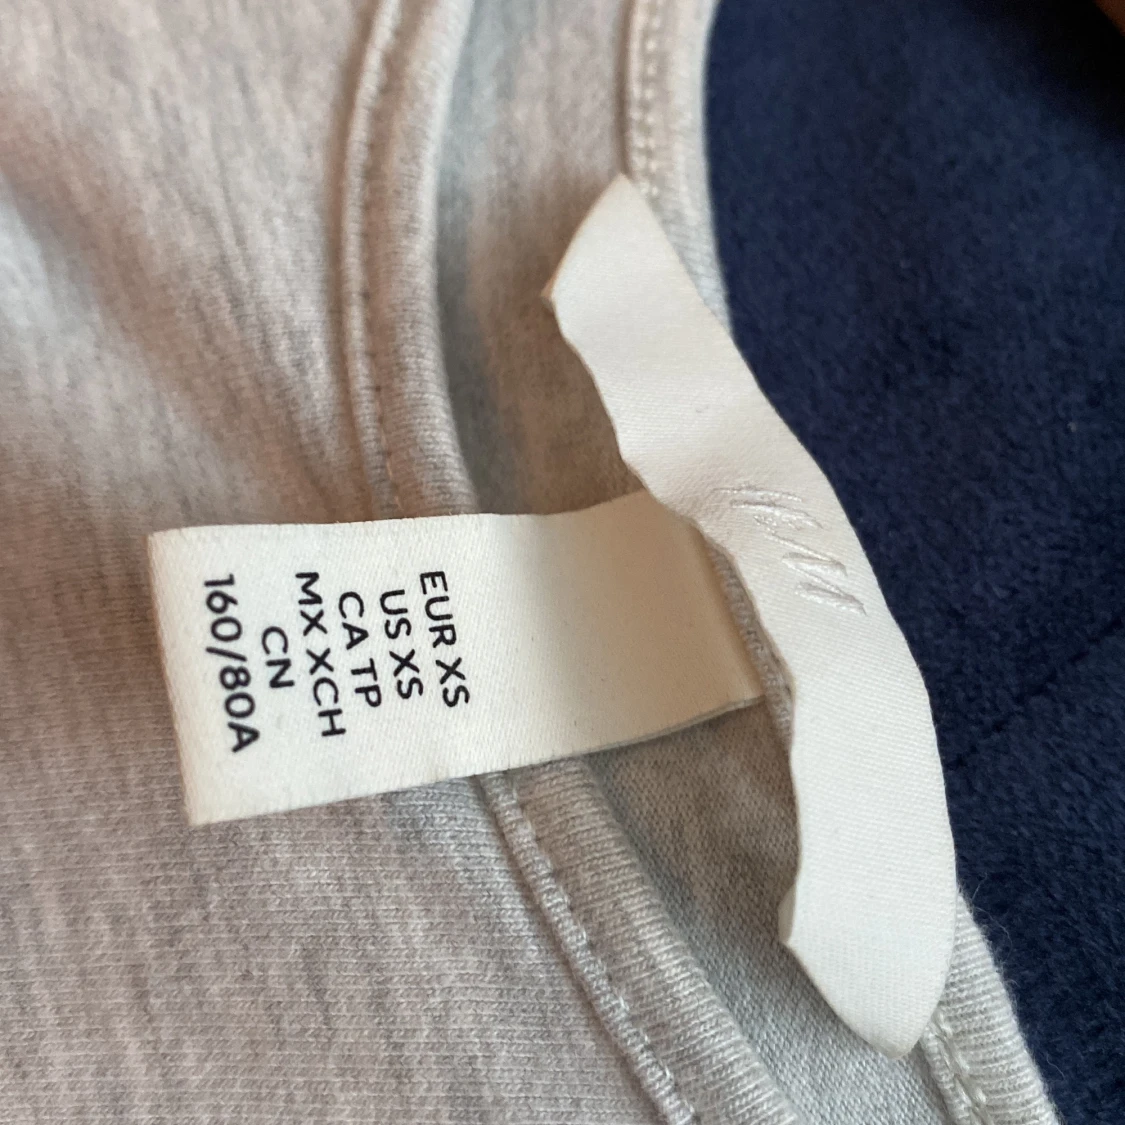 H&M
EUR XS
US XS
CA TP
MX XCH
CN
160/80A